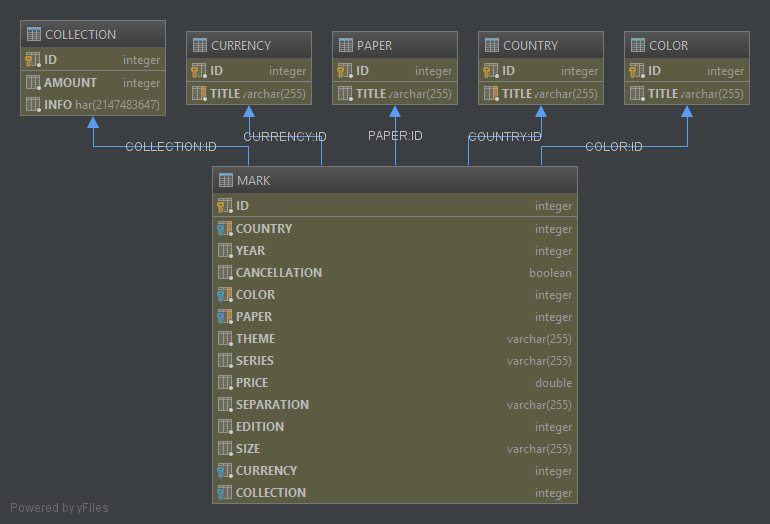 COLLECTION
ID integer
AMOUNT integer
INFO har(2147483647)
CURRENCY
ID integer
TITLE varchar(255)
PAPER
ID integer
TITLE varchar(255)
COUNTRY
ID integer
TITLE varchar(255)
COLOR
ID integer
TITLE varchar(255)
COLLECTION:ID
CURRENCY:ID
PAPER:ID
COUNTRY:ID
COLOR:ID
MARK
ID integer
COUNTRY integer
YEAR integer
CANCELLATION boolean
COLOR integer
PAPER integer
THEME varchar(255)
SERIES varchar(255)
PRICE double
SEPARATION varchar(255)
EDITION integer
SIZE varchar(255)
CURRENCY integer
COLLECTION integer
Powered by yFiles